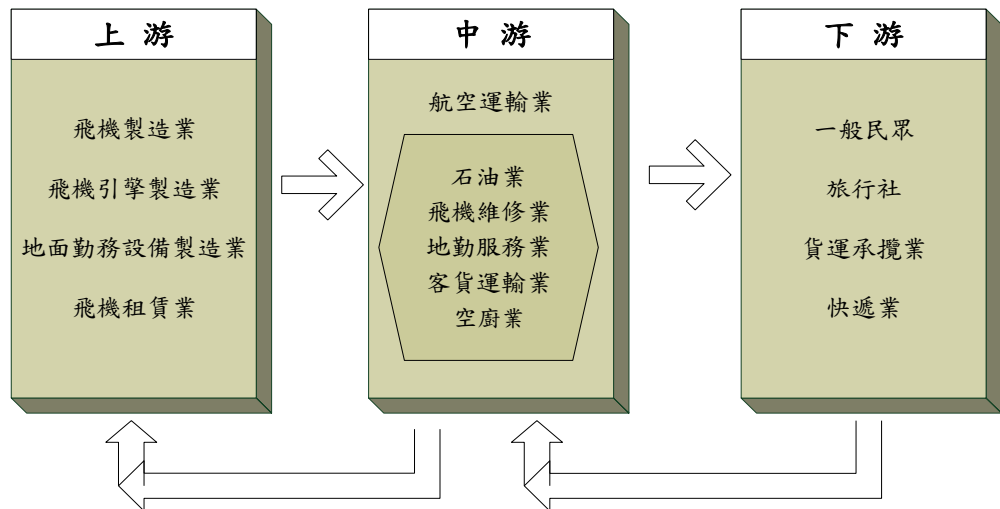 上游
飛機製造業
飛機引擎製造業
地面勤務設備製造業
飛機租賃業
中游
航空運輸業
石油業
飛機維修業
地勤服務業
客貨運輸業
空廚業
下游
一般民眾
旅行社
貨運承攬業
快遞業